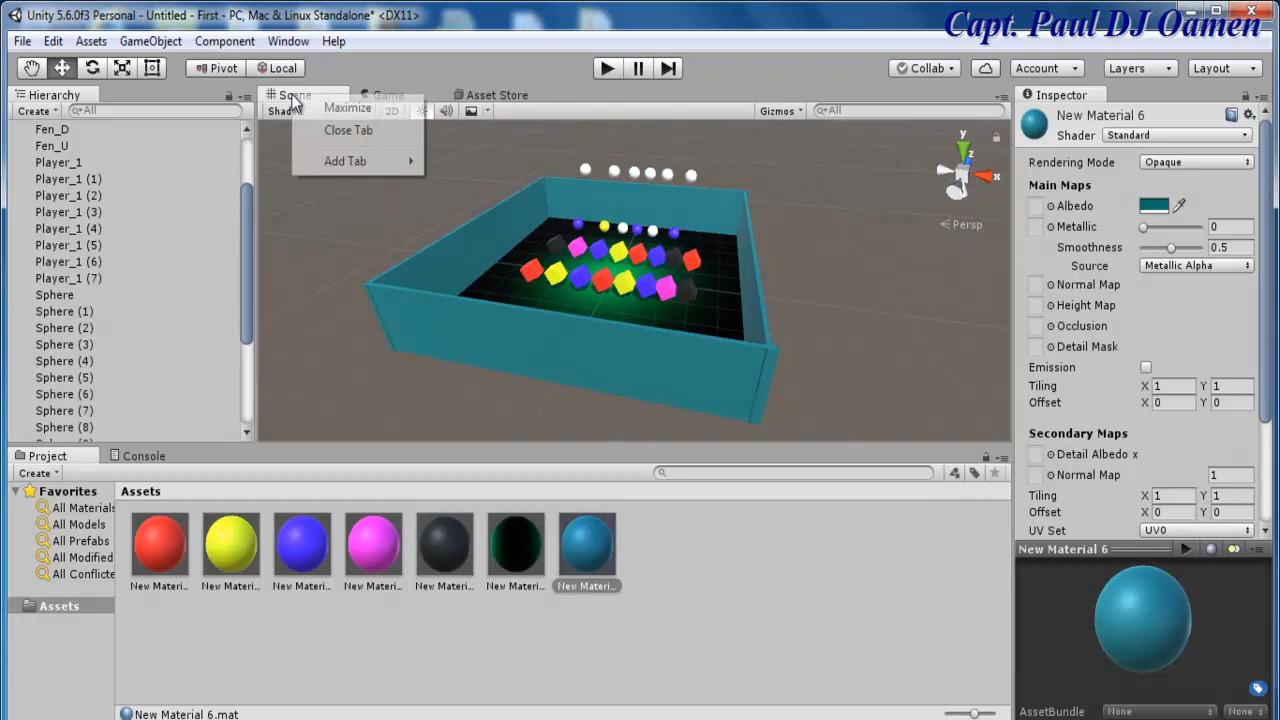 Unity 5.6.0f3 Personal - Untitled - First - PC, Mac & Linux Standalone* <DX11>
Capt. Paul DJ Oamen
File Edit Assets GameObject Component Window Help
Pivot Local Collab Account Layers Layout
Hierarchy Scene Game Asset Store Inspector
Create All 2D Gizmos All
Maximize
Close Tab
Add Tab
Fen_D
Fen_U
Player_1
Player_1 (1)
Player_1 (2)
Player_1 (3)
Player_1 (4)
Player_1 (5)
Player_1 (6)
Player_1 (7)
Sphere
Sphere (1)
Sphere (2)
Sphere (3)
Sphere (4)
Sphere (5)
Sphere (6)
Sphere (7)
Sphere (8)
y
z
x
Persp
New Material 6
Shader Standard
Rendering Mode Opaque
Main Maps
Albedo
Metallic 0
Smoothness 0.5
Source Metallic Alpha
Normal Map
Height Map
Occlusion
Detail Mask
Emission
Tiling X 1 Y 1
Offset X 0 Y 0
Secondary Maps
Detail Albedo x
Normal Map 1
Tiling X 1 Y 1
Offset X 0 Y 0
UV Set UV0
New Material 6
AssetBundle None None
Project Console
Create
Favorites
All Materials
All Models
All Prefabs
All Modified
All Conflicte
Assets
Assets
New Materi... New Materi... New Materi... New Materi... New Materi... New Materi... New Materi...
New Material 6.mat